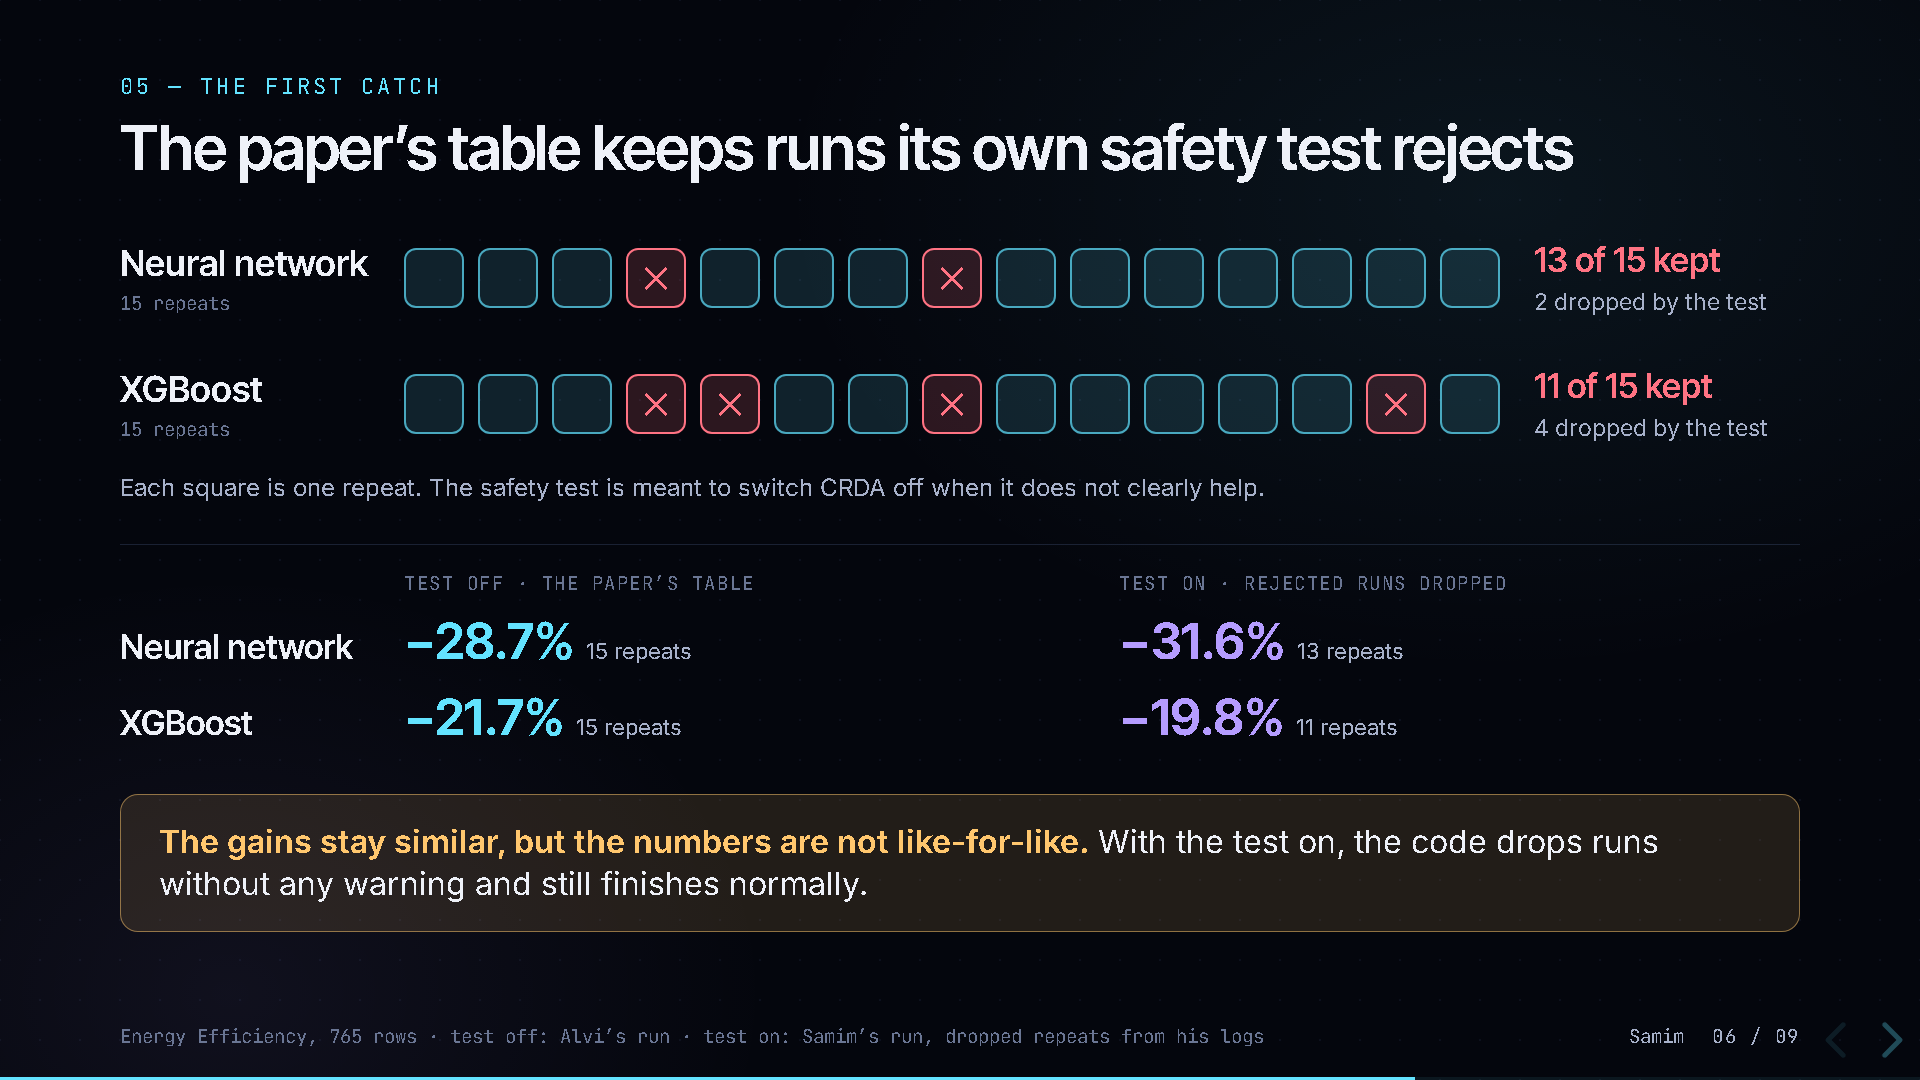 05 — THE FIRST CATCH
The paper’s table keeps runs its own safety test rejects
Neural network
15 repeats
13 of 15 kept
2 dropped by the test
XGBoost
15 repeats
11 of 15 kept
4 dropped by the test
Each square is one repeat. The safety test is meant to switch CRDA off when it does not clearly help.
TEST OFF · THE PAPER’S TABLE
TEST ON · REJECTED RUNS DROPPED
Neural network
−28.7% 15 repeats
−31.6% 13 repeats
XGBoost
−21.7% 15 repeats
−19.8% 11 repeats
The gains stay similar, but the numbers are not like-for-like. With the test on, the code drops runs
without any warning and still finishes normally.
Energy Efficiency, 765 rows · test off: Alvi’s run · test on: Samim’s run, dropped repeats from his logs
Samim 06 / 09